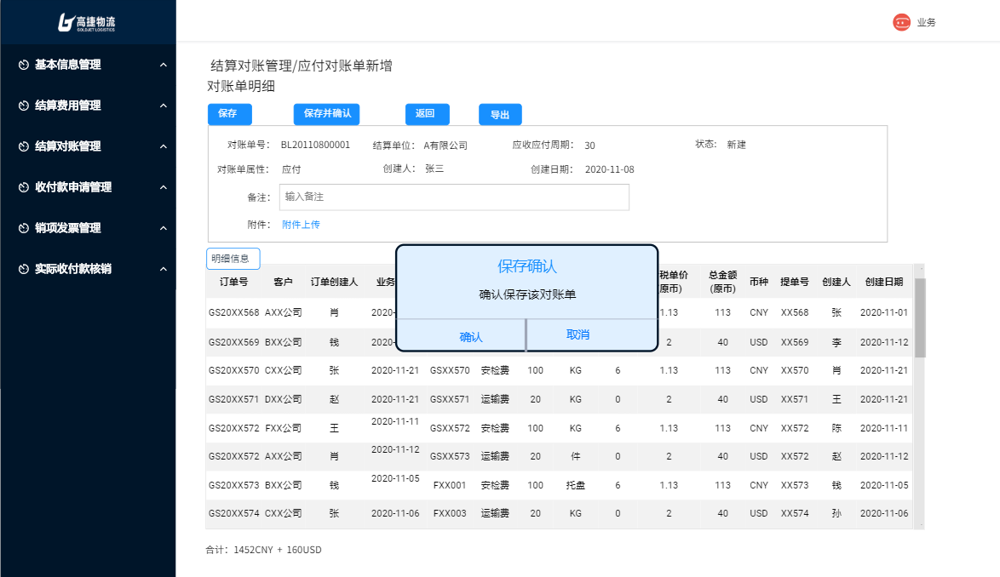 高捷物流
GOLDJET LOGISTICS
业务
基本信息管理
结算费用管理
结算对账管理
收付款申请管理
销项发票管理
实际收付款核销
结算对账管理/应付对账单新增
对账单明细
保存 保存并确认 返回 导出
对账单号: BL20110800001 结算单位: A有限公司 应收应付周期: 30 状态: 新建
对账单属性: 应付 创建人: 张三 创建日期: 2020-11-08
备注: 输入备注
附件: 附件上传
明细信息
保存确认
确认保存该对账单
确认 取消
订单号 客户 订单创建人 业务 税单价 总金额 币种 提单号 创建人 创建日期
原币) (原币)
GS20XX568 AXX公司 肖 2020- 1.13 113 CNY XX568 张 2020-11-01
GS20XX569 BXX公司 钱 2020- 2 40 USD XX569 李 2020-11-12
GS20XX570 CXX公司 张 2020-11-21 GSXX570 安检费 100 KG 6 1.13 113 CNY XX570 肖 2020-11-21
GS20XX571 DXX公司 赵 2020-11-21 GSXX571 运输费 20 KG 0 2 40 USD XX571 王 2020-11-21
GS20XX572 FXX公司 王 2020-11-11 GSXX572 安检费 100 KG 6 1.13 113 CNY XX572 陈 2020-11-11
GS20XX572 AXX公司 肖 2020-11-12 GSXX573 运输费 20 件 0 2 40 USD XX572 赵 2020-11-12
GS20XX573 BXX公司 钱 2020-11-05 FXX001 安检费 100 托盘 6 1.13 113 CNY XX573 钱 2020-11-05
GS20XX574 CXX公司 张 2020-11-06 FXX003 运输费 20 KG 0 2 40 USD XX574 孙 2020-11-06
合计: 1452CNY + 160USD